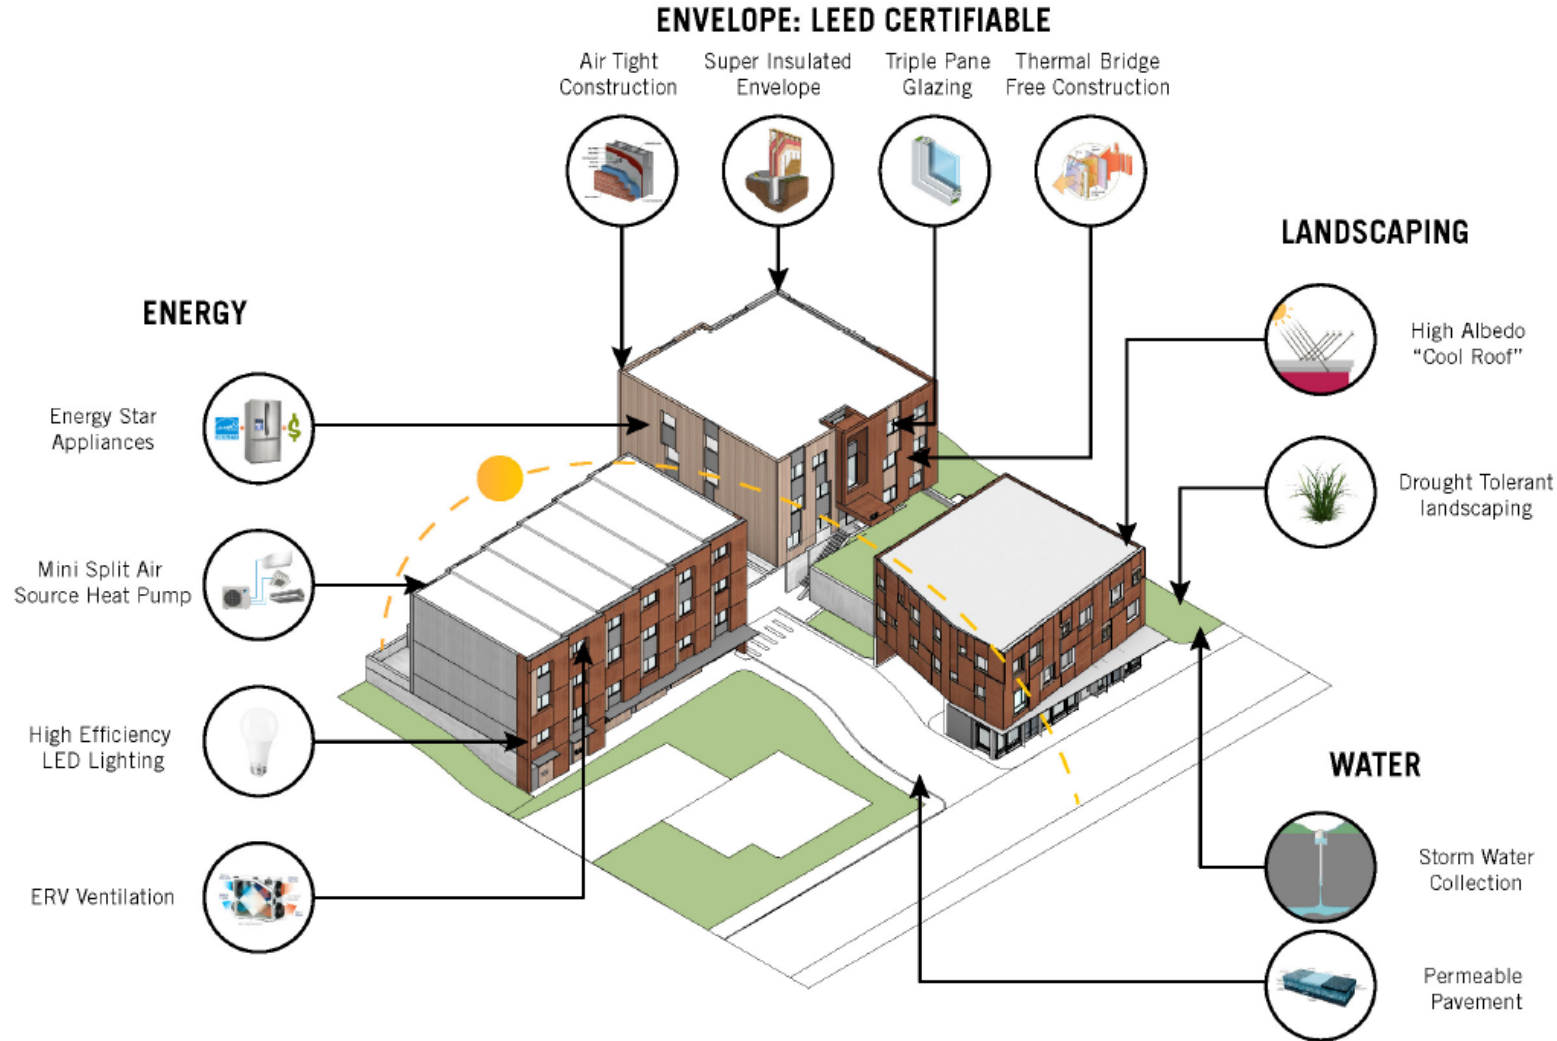 ENVELOPE: LEED CERTIFIABLE
Air Tight
Construction
Super Insulated
Envelope
Triple Pane
Glazing
Thermal Bridge
Free Construction
LANDSCAPING
High Albedo
“Cool Roof”
Drought Tolerant
landscaping
ENERGY
Energy Star
Appliances
Mini Split Air
Source Heat Pump
High Efficiency
LED Lighting
ERV Ventilation
WATER
Storm Water
Collection
Permeable
Pavement